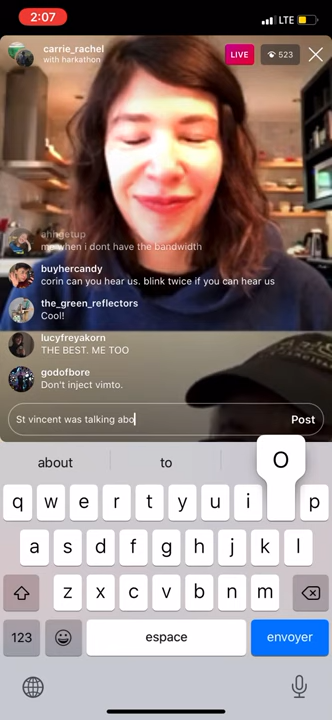 2:07
LTE
carrie_rachel
with harkathon
LIVE
523
me when i dont have the bandwidth
buyhercandy
corin can you hear us. blink twice if you can hear us
the_green_reflectors
Cool!
lucyfreyakorn
THE BEST. ME TOO
godofbore
Don't inject vimto.
St vincent was talking abo
Post
about
to
O
q w e r t y u i p
a s d f g h j k l
z x c v b n m
123
espace
envoyer